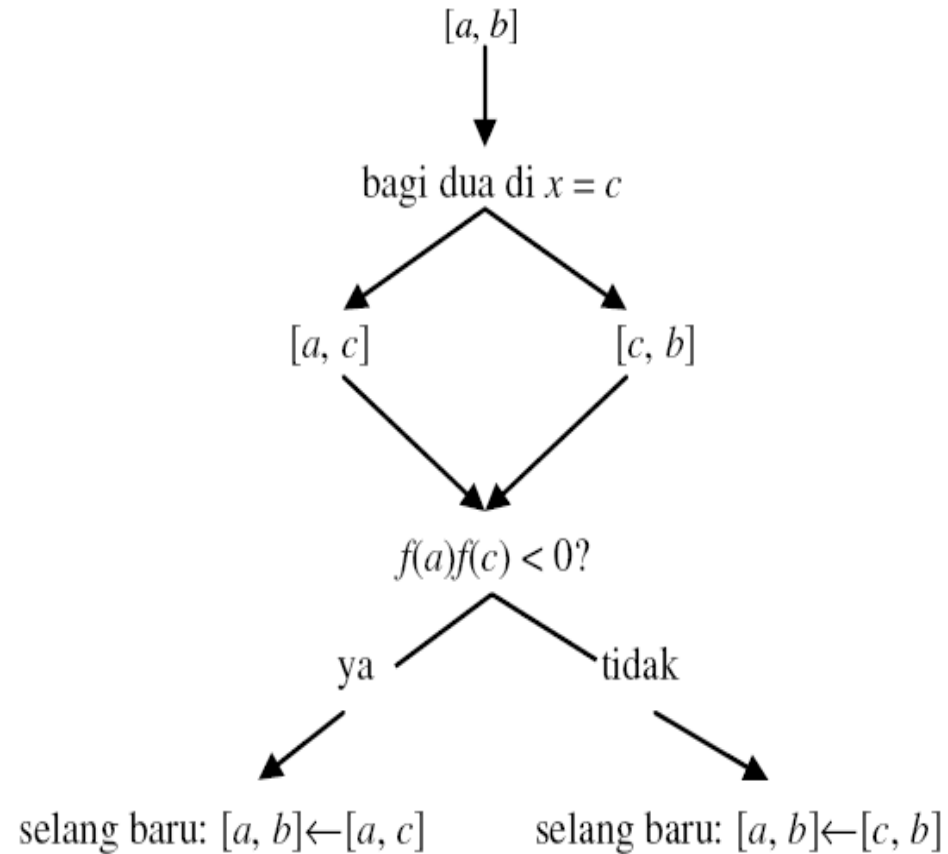 [a, b]
bagi dua di x = c
[a, c] [c, b]
f(a)f(c) < 0?
ya tidak
selang baru: [a, b]←[a, c] selang baru: [a, b]←[c, b]